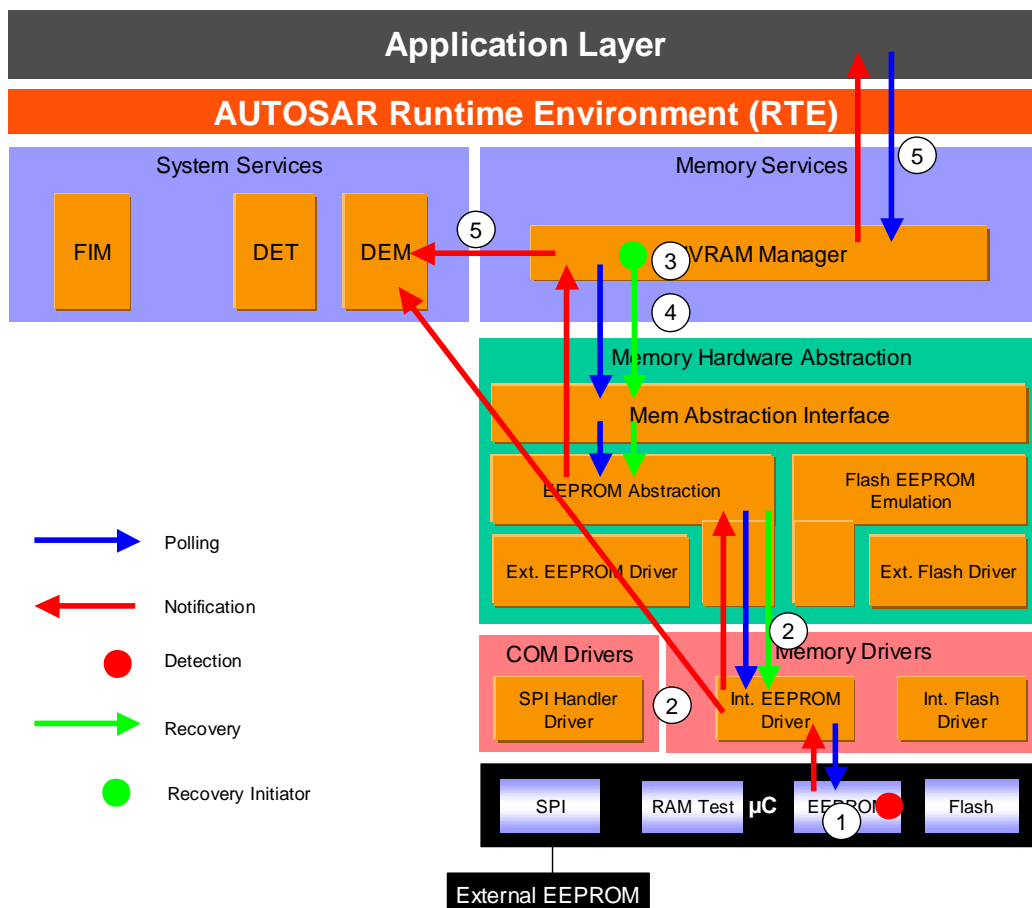 Application Layer
AUTOSAR Runtime Environment (RTE)
System Services
Memory Services
5
FIM
DET
DEM
5
3
VRAM Manager
4
Memory Hardware Abstraction
Mem Abstraction Interface
EEPROM Abstraction
Flash EEPROM
Emulation
Ext. EEPROM Driver
Ext. Flash Driver
Polling
Notification
Detection
Recovery
Recovery Initiator
2
COM Drivers
Memory Drivers
SPI Handler
Driver
2
Int. EEPROM
Driver
Int. Flash
Driver
SPI
RAM Test
µC
EEPROM
1
Flash
External EEPROM